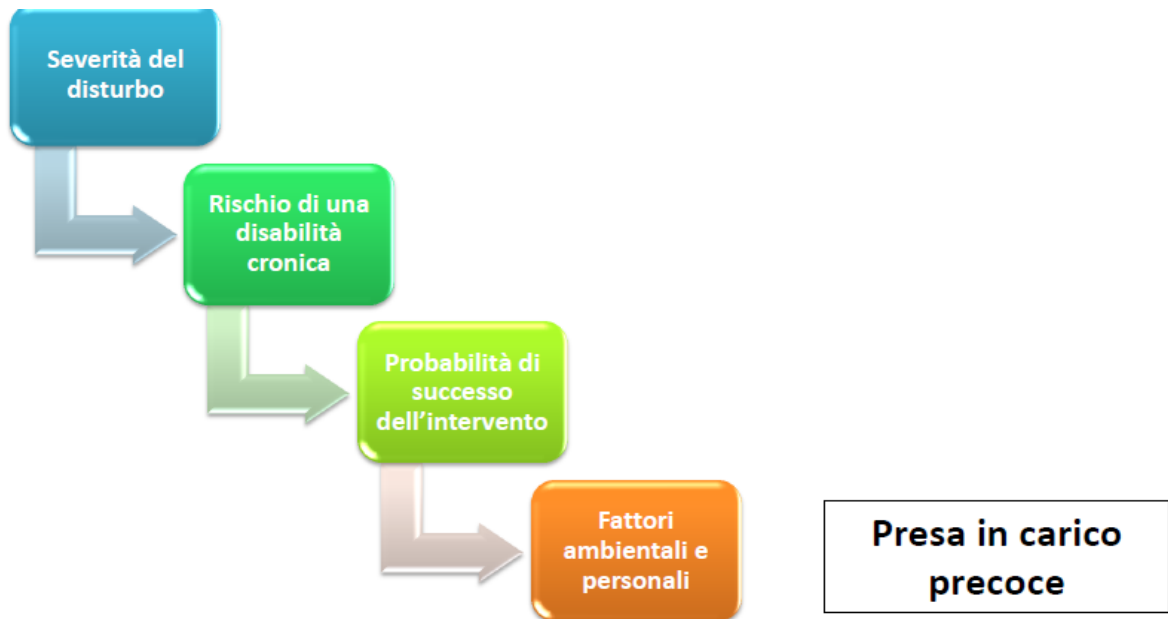 Severità del
disturbo
Rischio di una
disabilità
cronica
Probabilità di
successo
dell’intervento
Fattori
ambientali e
personali
Presa in carico
precoce